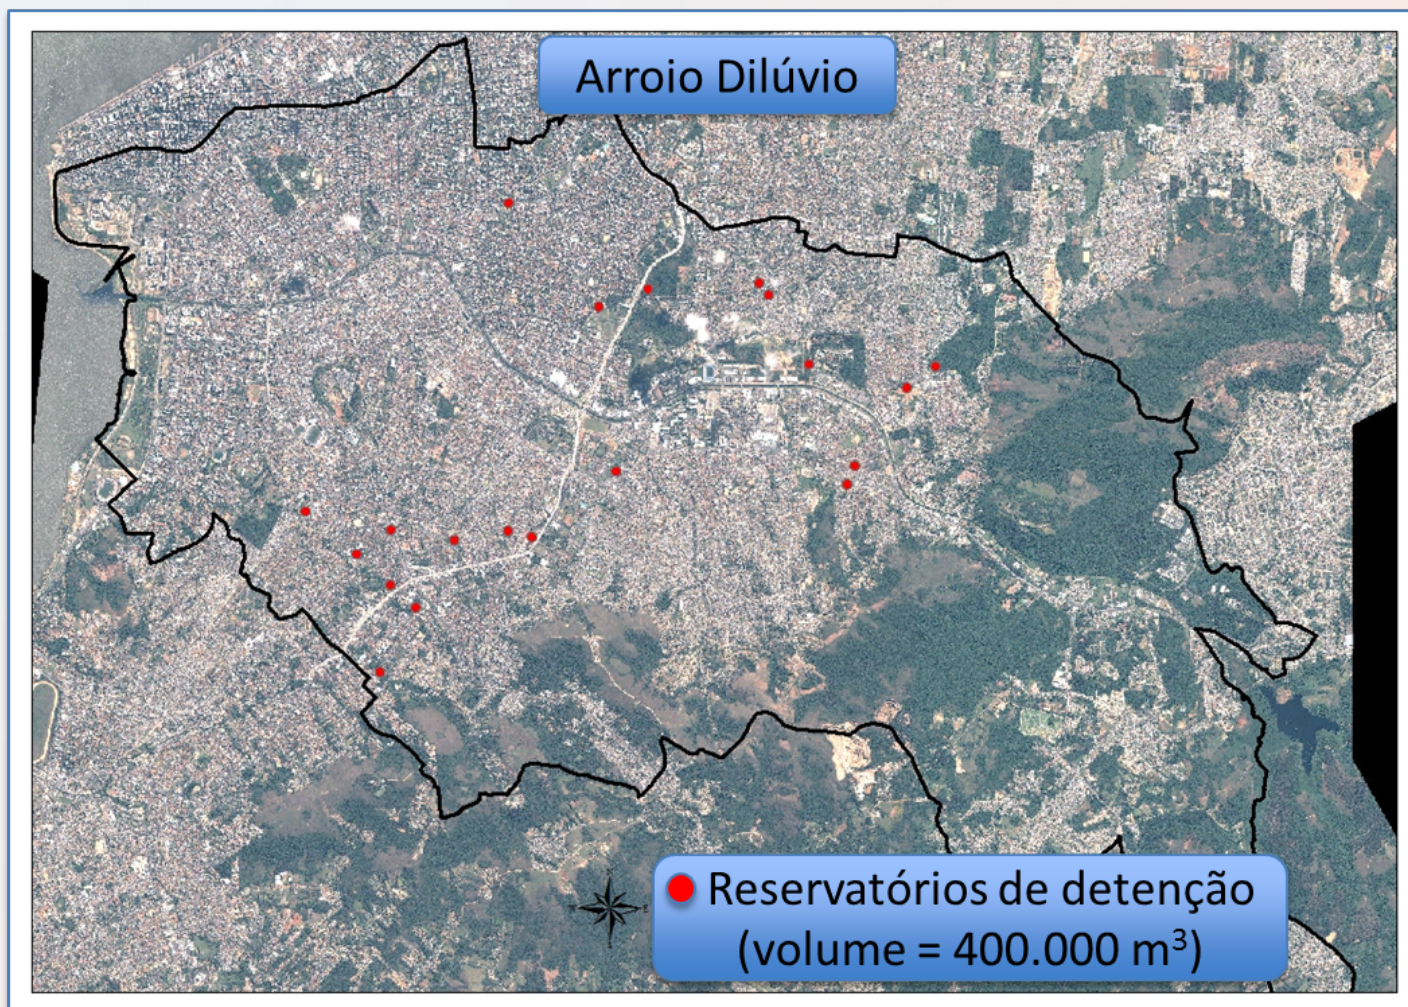 Arroio Dilúvio
Reservatórios de detenção
(volume = 400.000 m³)